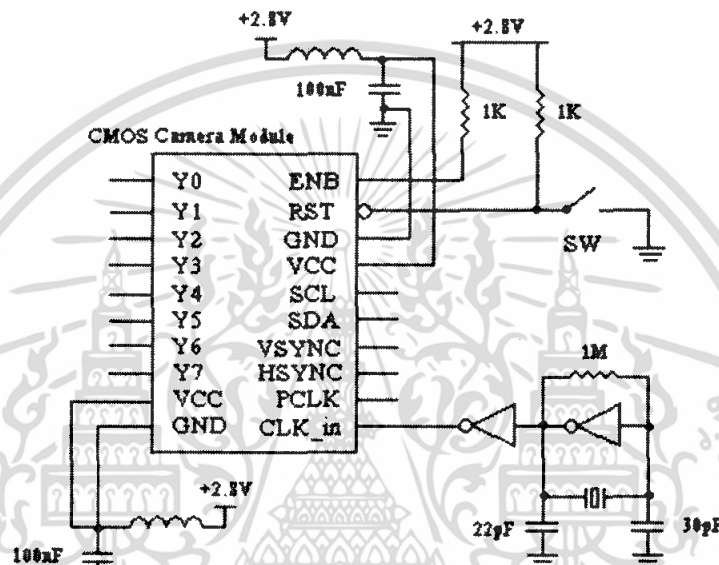 +2.8V
+2.8V
100nF
1K
1K
CMOS Camera Module
Y0
ENB
Y1
RST
Y2
GND
Y3
VCC
Y4
SCL
Y5
SDA
Y6
VSYNC
Y7
HSYNC
VCC
PCLK
GND
CLK_in
SW
1M
+2.8V
22pF
30pF
100nF